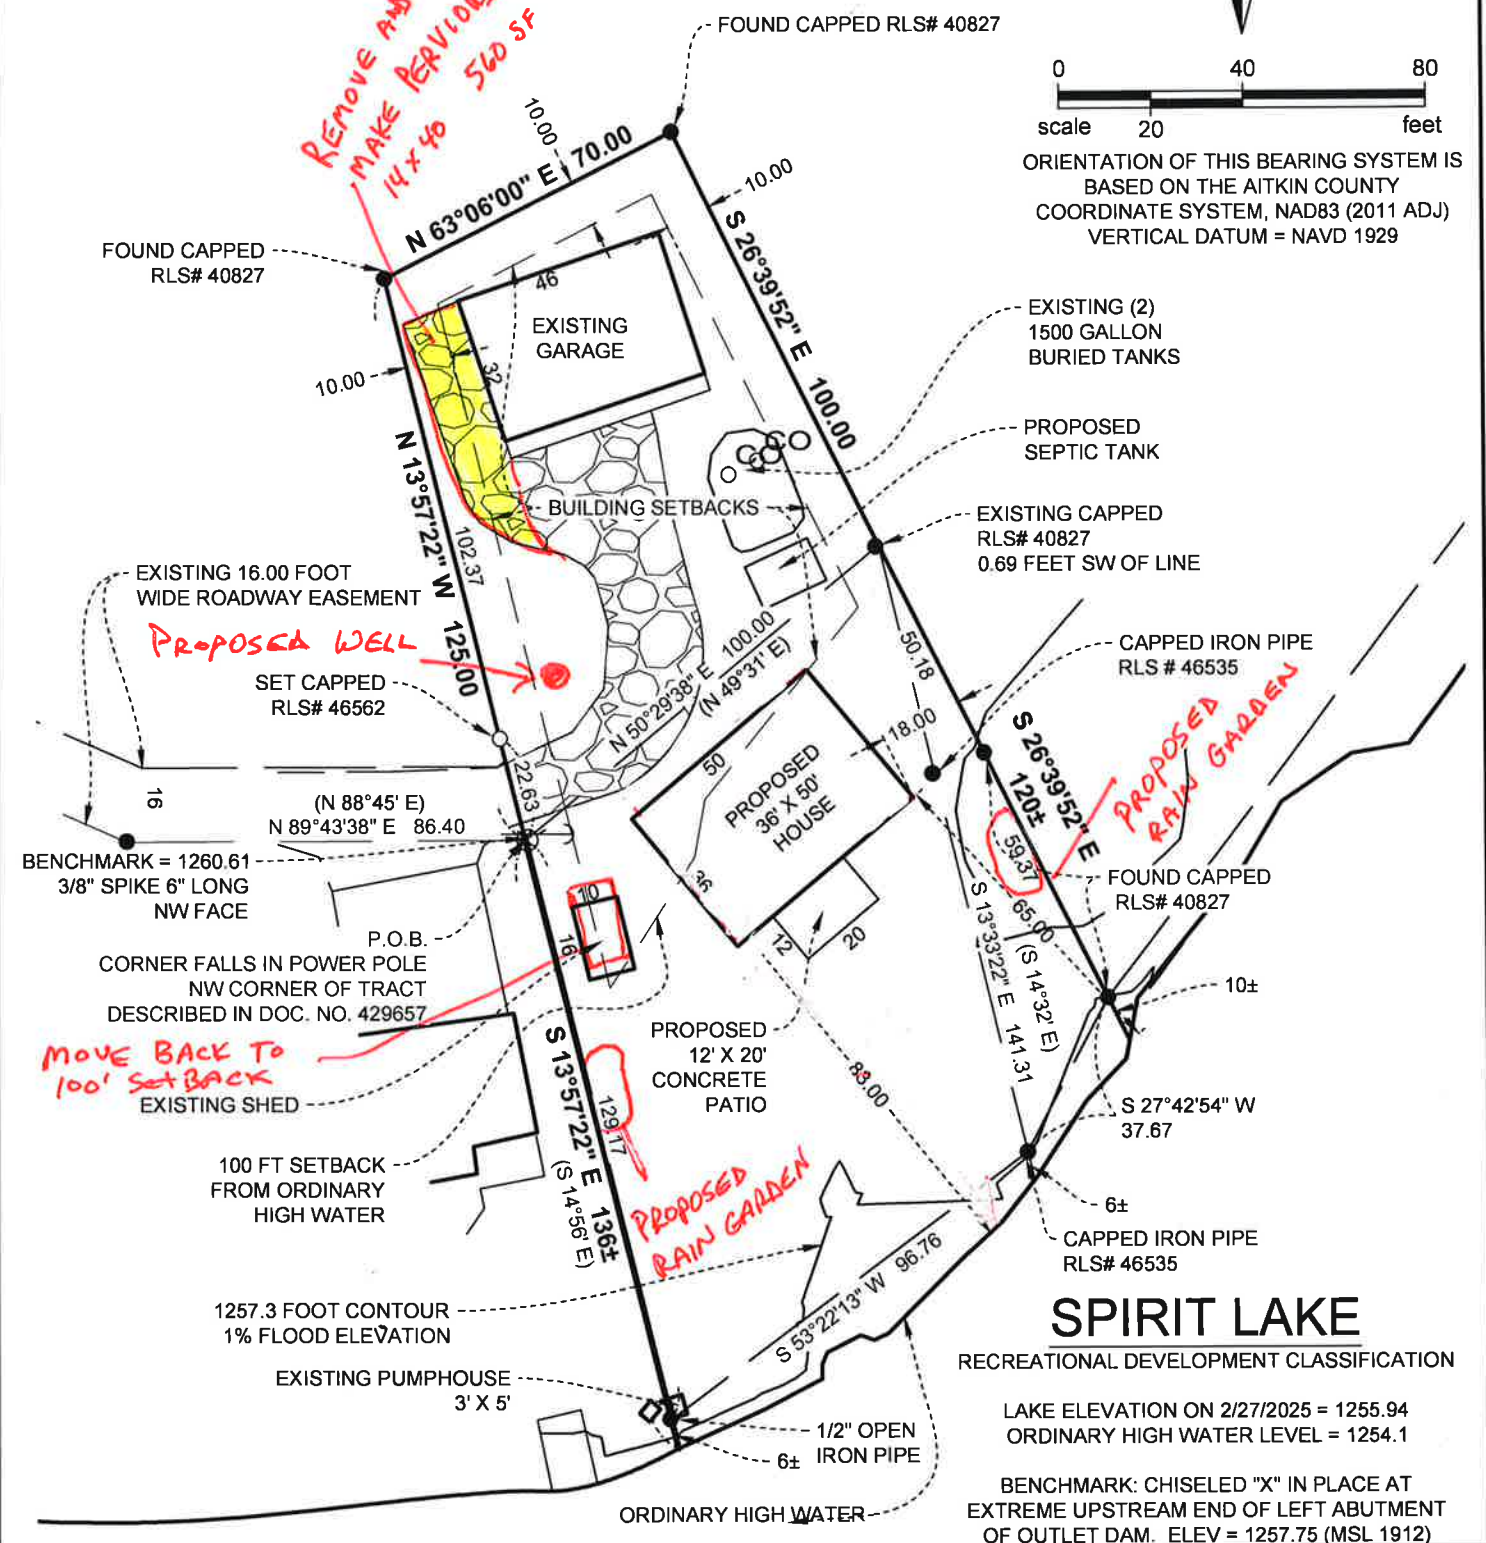 REMOVE AND
MAKE PERVIOUS
14 X 40 560 SF
FOUND CAPPED RLS# 40827
0 40 80
scale 20 feet
ORIENTATION OF THIS BEARING SYSTEM IS
BASED ON THE AITKIN COUNTY
COORDINATE SYSTEM, NAD83 (2011 ADJ)
VERTICAL DATUM = NAVD 1929
10.00
N 63°06'00" E 70.00
10.00
FOUND CAPPED
RLS# 40827
S 26°39'52" E 100.00
46
EXISTING
GARAGE
32
10.00
EXISTING (2)
1500 GALLON
BURIED TANKS
PROPOSED
SEPTIC TANK
N 13°57'22" W 125.00
102.37
BUILDING SETBACKS
EXISTING CAPPED
RLS# 40827
0.69 FEET SW OF LINE
EXISTING 16.00 FOOT
WIDE ROADWAY EASEMENT
PROPOSED WELL
SET CAPPED
RLS# 46562
N 50°29'38" E 100.00
(N 49°31' E)
50.18
CAPPED IRON PIPE
RLS # 46535
18.00
S 26°39'52" E
120±
PROPOSED
RAIN GARDEN
16
22.63
(N 88°45' E)
N 89°43'38" E 86.40
50
PROPOSED
36' X 50'
HOUSE
36
BENCHMARK = 1260.61
3/8" SPIKE 6" LONG
NW FACE
59.37
FOUND CAPPED
RLS# 40827
65.00
10
16
12
20
P.O.B.
CORNER FALLS IN POWER POLE
NW CORNER OF TRACT
DESCRIBED IN DOC. NO. 429657
S 13°33'22" E 141.31
(S 14°32' E)
10±
MOVE BACK TO
100' SETBACK
EXISTING SHED
PROPOSED
12' X 20'
CONCRETE
PATIO
83.00
S 13°57'22" E 136±
(S 14°56' E)
129.17
S 27°42'54" W
37.67
100 FT SETBACK
FROM ORDINARY
HIGH WATER
PROPOSED
RAIN GARDEN
6±
CAPPED IRON PIPE
RLS# 46535
S 53°22'13" W 96.76
1257.3 FOOT CONTOUR
1% FLOOD ELEVATION
EXISTING PUMPHOUSE
3' X 5'
1/2" OPEN
IRON PIPE
6±
ORDINARY HIGH WATER
SPIRIT LAKE
RECREATIONAL DEVELOPMENT CLASSIFICATION
LAKE ELEVATION ON 2/27/2025 = 1255.94
ORDINARY HIGH WATER LEVEL = 1254.1
BENCHMARK: CHISELED "X" IN PLACE AT
EXTREME UPSTREAM END OF LEFT ABUTMENT
OF OUTLET DAM. ELEV = 1257.75 (MSL 1912)